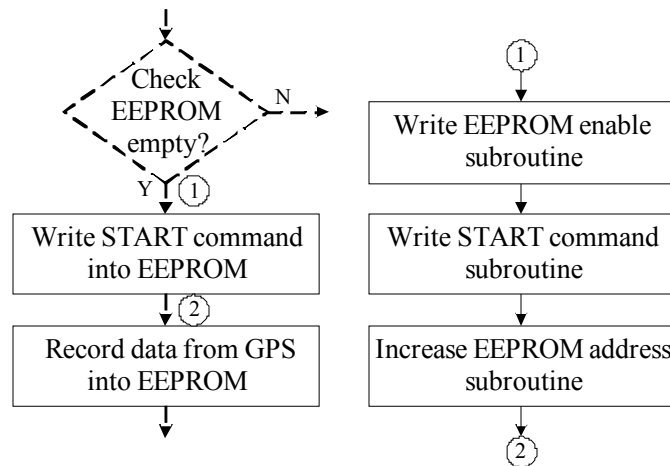 Check
EEPROM
empty?
N
Y
1
Write START command
into EEPROM
2
Record data from GPS
into EEPROM
1
Write EEPROM enable
subroutine
Write START command
subroutine
Increase EEPROM address
subroutine
2